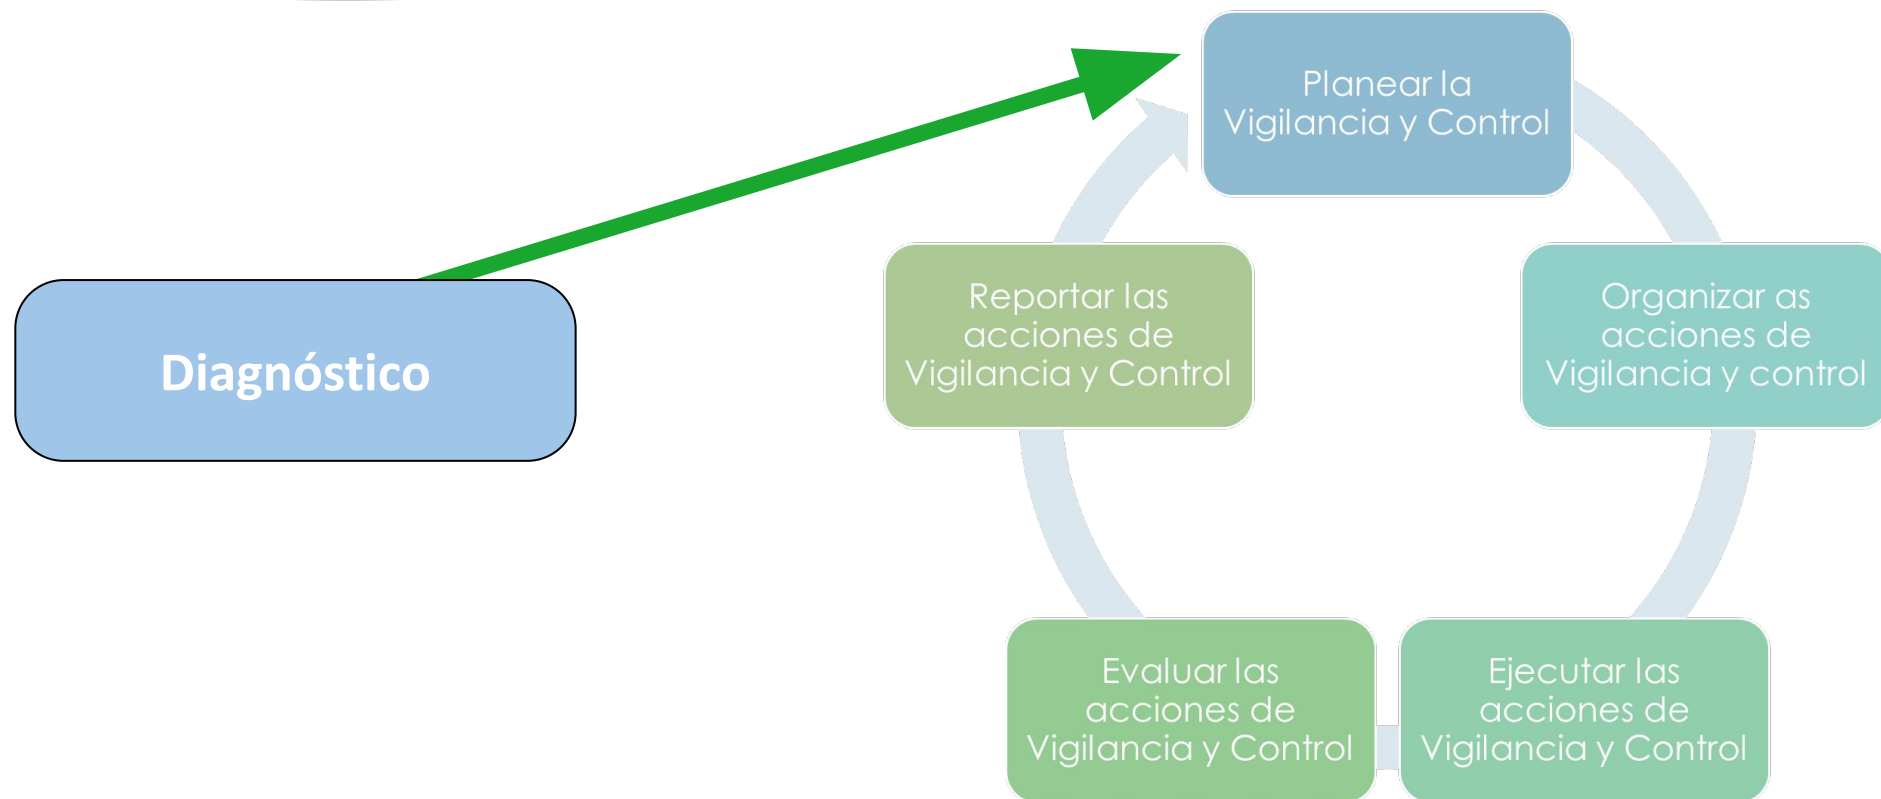 Planear la
Vigilancia y Control
Diagnóstico
Reportar las
acciones de
Vigilancia y Control
Organizar as
acciones de
Vigilancia y control
Evaluar las
acciones de
Vigilancia y Control
Ejecutar las
acciones de
Vigilancia y Control